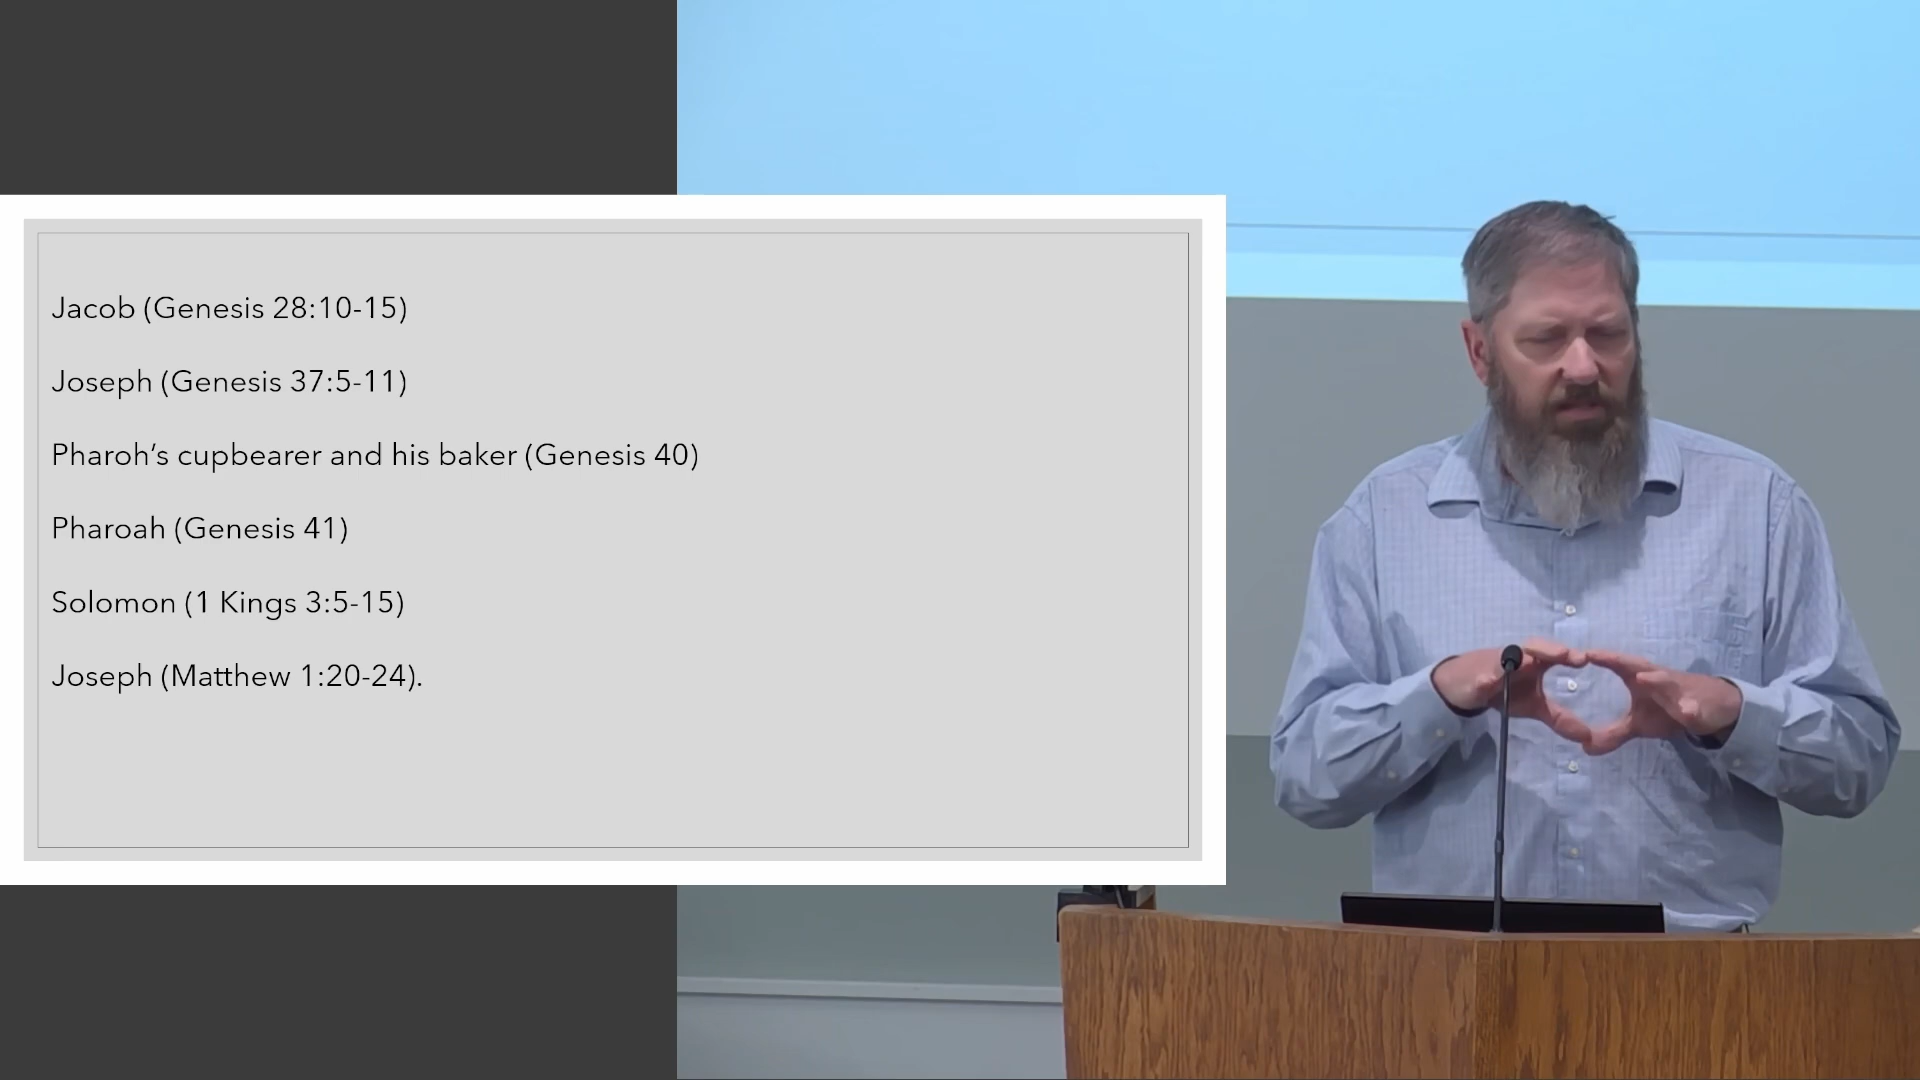 Jacob (Genesis 28:10-15)
Joseph (Genesis 37:5-11)
Pharoh’s cupbearer and his baker (Genesis 40)
Pharoah (Genesis 41)
Solomon (1 Kings 3:5-15)
Joseph (Matthew 1:20-24).